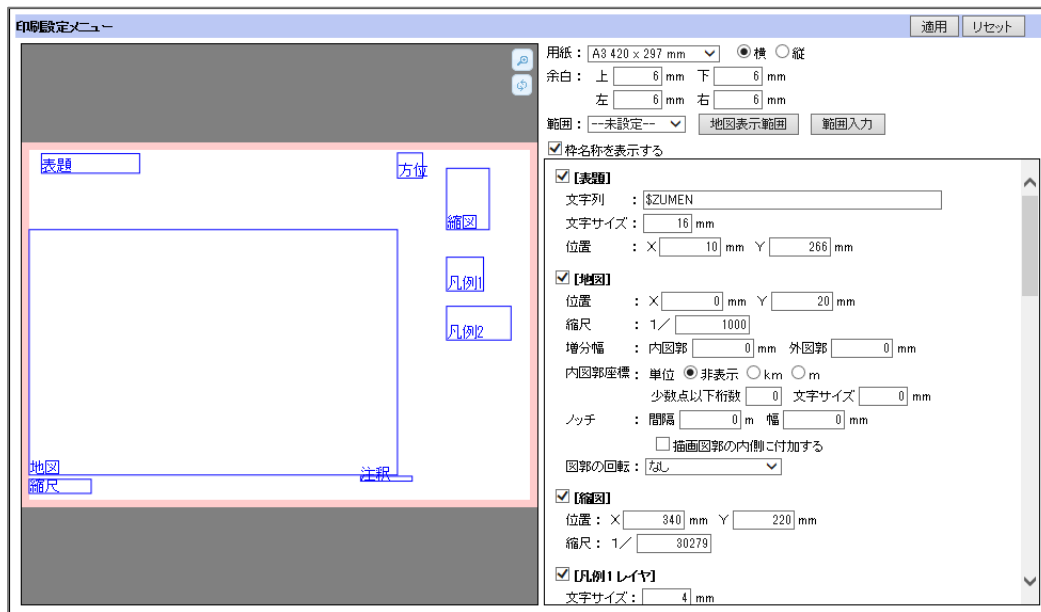 印刷設定メニュー
適用 リセット
用紙： A3 420 x 297 mm 横 縦
余白： 上 6 mm 下 6 mm
左 6 mm 右 6 mm
範囲： --未設定-- 地図表示範囲 範囲入力
枠名称を表示する
表題
方位
縮図
凡例1
凡例2
地図
注釈
縮尺
[表題]
文字列 ： $ZUMEN
文字サイズ： 16 mm
位置 ： X 10 mm Y 266 mm
[地図]
位置 ： X 0 mm Y 20 mm
縮尺 ： 1／ 1000
増分幅 ： 内図郭 0 mm 外図郭 0 mm
内図郭座標： 単位 非表示 km m
少数点以下桁数 0 文字サイズ 0 mm
ノッチ ： 間隔 0 m 幅 0 mm
描画図郭の内側に付加する
図郭の回転： なし
[縮図]
位置： X 340 mm Y 220 mm
縮尺： 1／ 30279
[凡例1 レイヤ]
文字サイズ： 4 mm